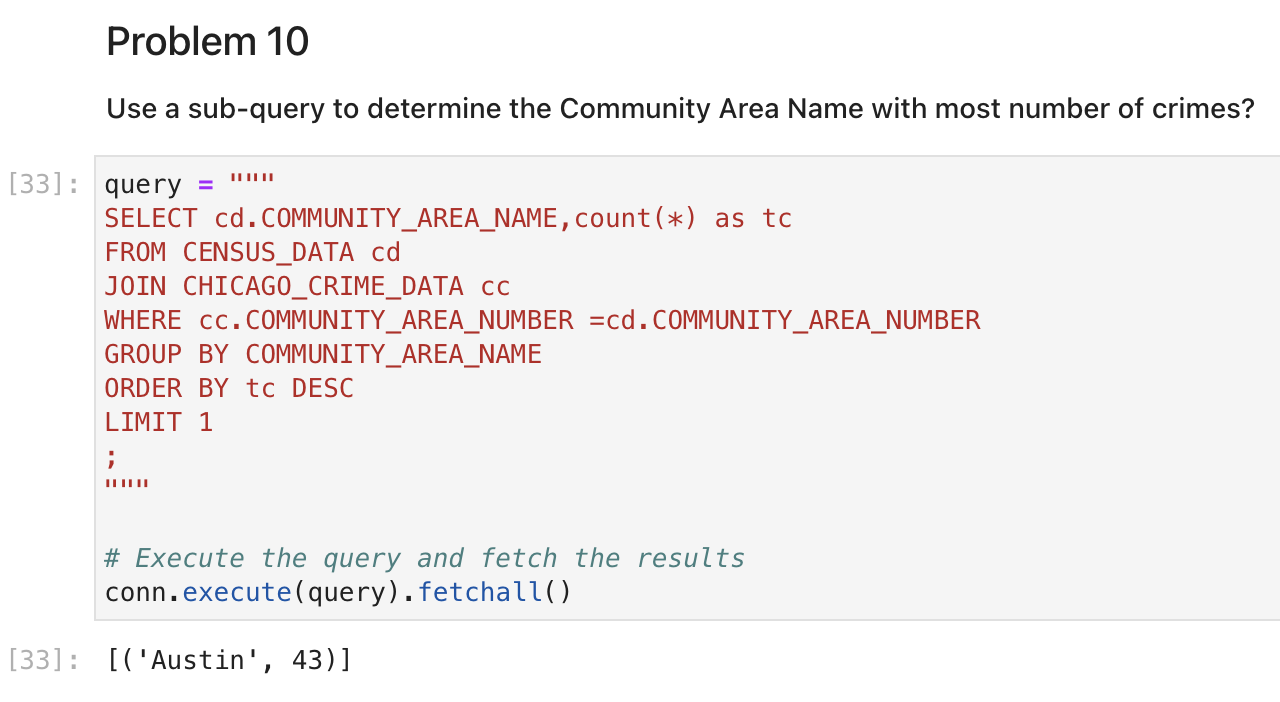 Problem 10
Use a sub-query to determine the Community Area Name with most number of crimes?
[33]: query = """
SELECT cd.COMMUNITY_AREA_NAME,count(*) as tc
FROM CENSUS_DATA cd
JOIN CHICAGO_CRIME_DATA cc
WHERE cc.COMMUNITY_AREA_NUMBER =cd.COMMUNITY_AREA_NUMBER
GROUP BY COMMUNITY_AREA_NAME
ORDER BY tc DESC
LIMIT 1
;
"""
# Execute the query and fetch the results
conn.execute(query).fetchall()
[33]: [('Austin', 43)]